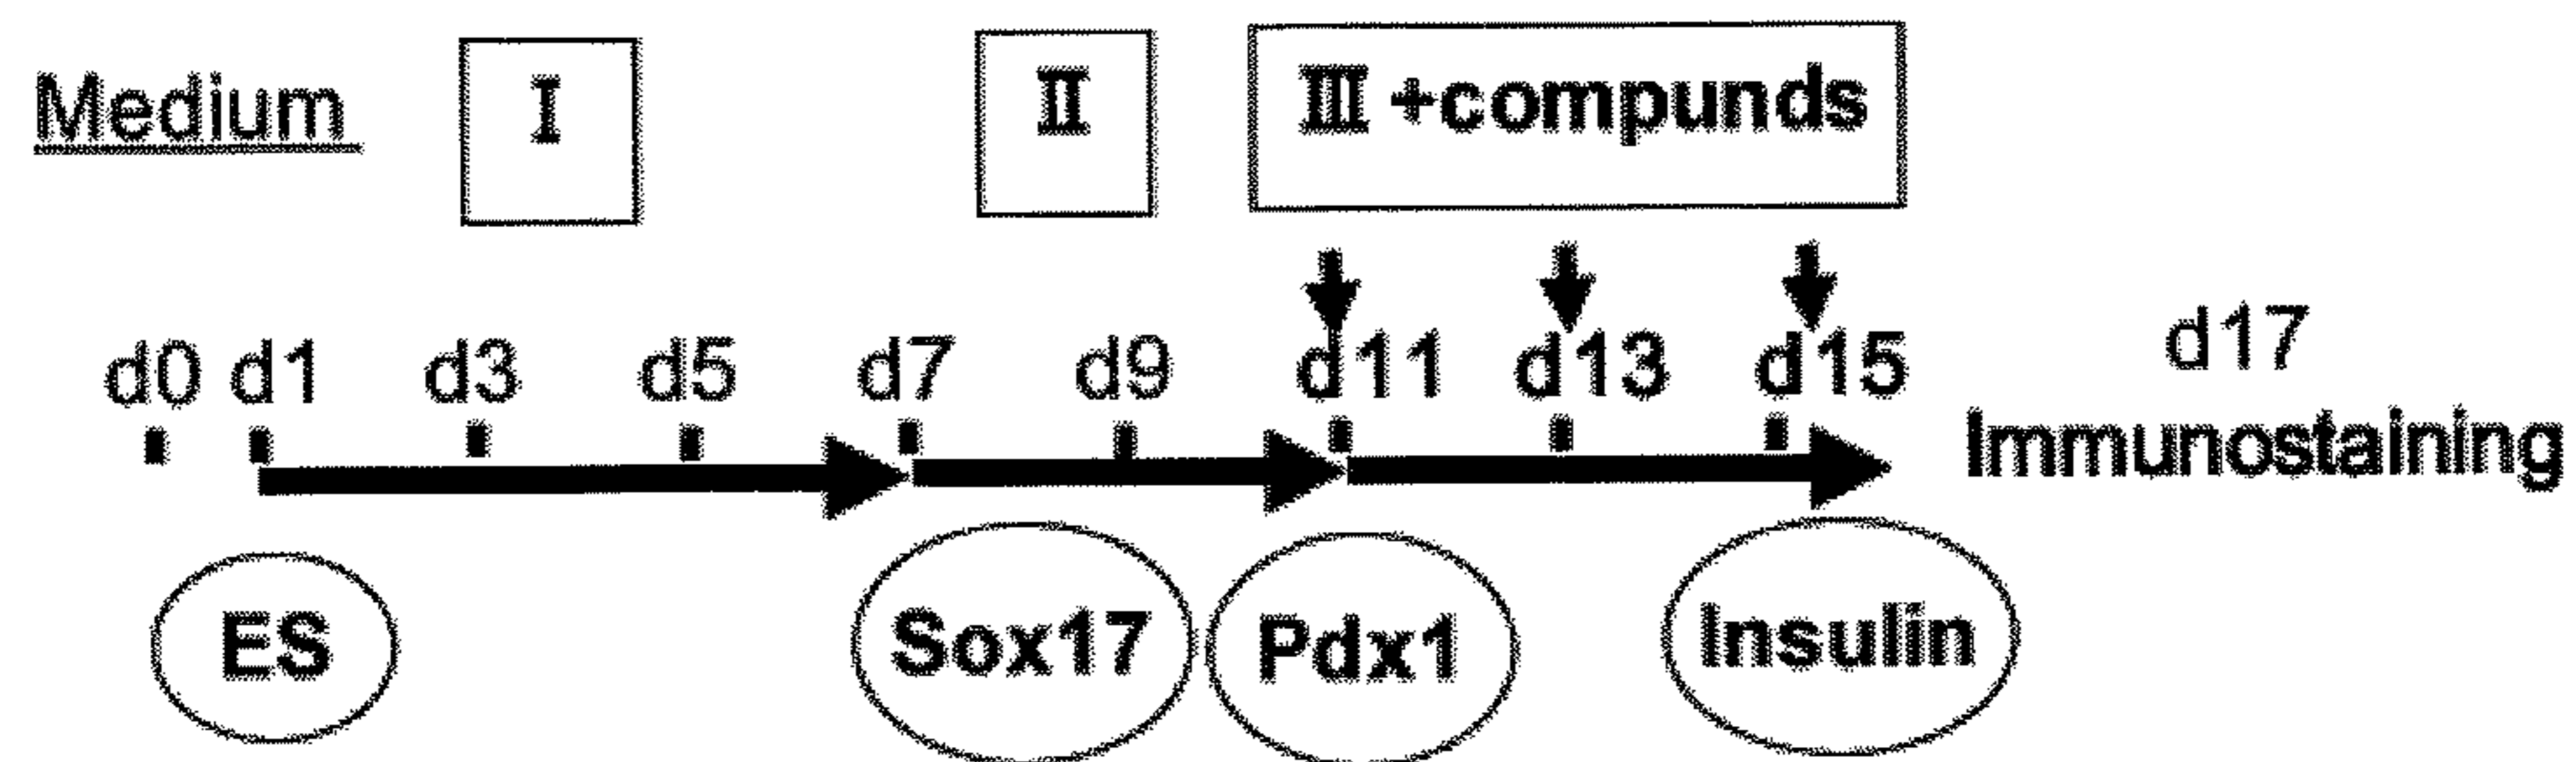 Medium I II III +compunds
d0 d1 d3 d5 d7 d9 d11 d13 d15 d17
Immunostaining
ES Sox17 Pdx1 Insulin